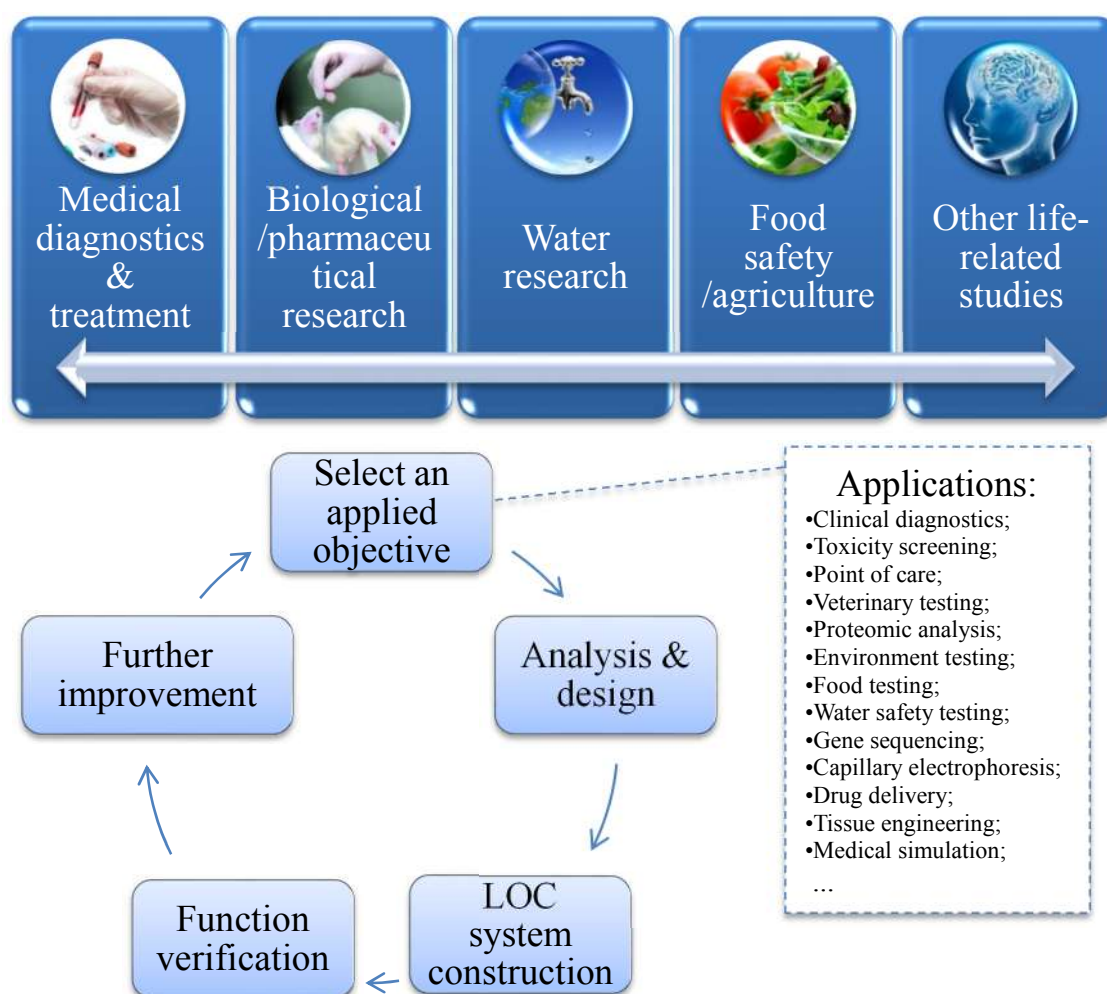 Medical
diagnostics
&
treatment
Biological
/pharmaceu
tical
research
Water
research
Food
safety
/agriculture
Other life-
related
studies
Select an
applied
objective
Analysis &
design
LOC
system
construction
Function
verification
Further
improvement
Applications:
•Clinical diagnostics;
•Toxicity screening;
•Point of care;
•Veterinary testing;
•Proteomic analysis;
•Environment testing;
•Food testing;
•Water safety testing;
•Gene sequencing;
•Capillary electrophoresis;
•Drug delivery;
•Tissue engineering;
•Medical simulation;
...